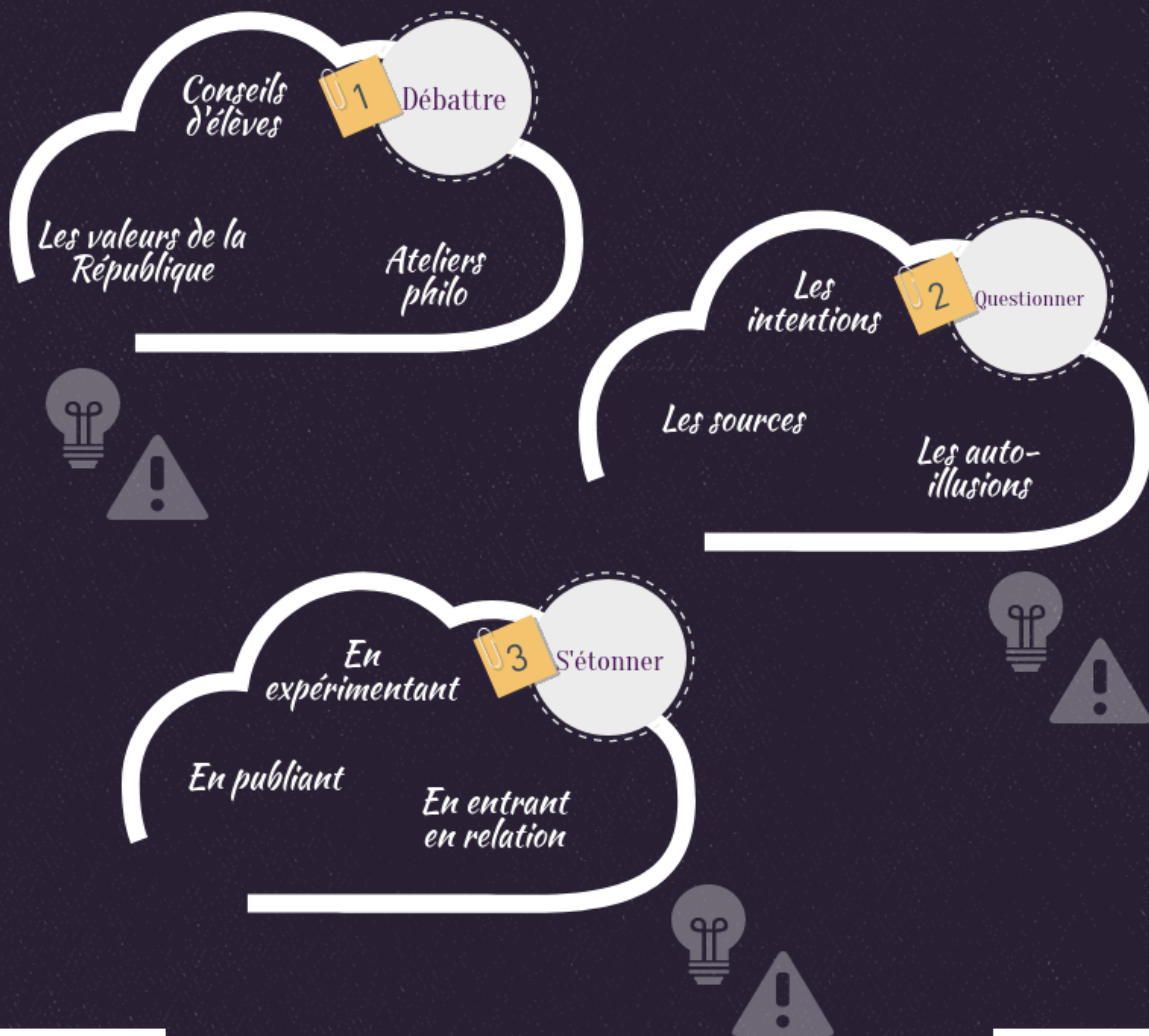 Conseils
d'élèves
1
Débattre
Les valeurs de la
République
Ateliers
philo
Les
intentions
2
Questionner
Les sources
Les auto-
illusions
En
expérimentant
3
S'étonner
En publiant
En entrant
en relation